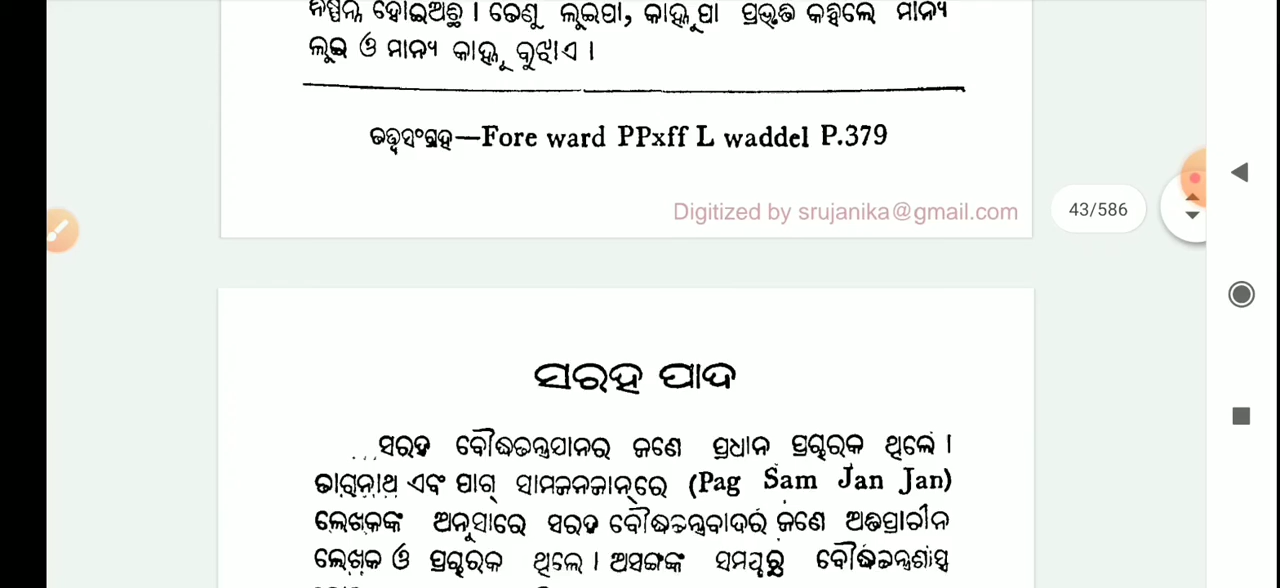 ନିଷ୍ପନ୍ନ ହୋଇଅଛି । ତେଣୁ ଲୁଇପା, କାହ୍ନୁପା ପ୍ରଭୃତି କହିଲେ ମାନ୍ୟ
ଲୁଇ ଓ ମାନ୍ୟ କାହ୍ନୁ ବୁଝାଏ ।
ତତ୍ତ୍ୱସଂଗ୍ରହ—Fore ward PPxff L waddel P.379
Digitized by srujanika@gmail.com
43/586
ସରହ ପାଦ
ସରହ ବୌଦ୍ଧତନ୍ତ୍ରଯାନର ଜଣେ ପ୍ରଧାନ ପ୍ରଚାରକ ଥିଲେ ।
ତାରାନାଥ ଏବଂ ପାଗ୍ ସାମଜନଜାନ୍‌ରେ (Pag Sam Jan Jan)
ଲେଖକଙ୍କ ଅନୁସାରେ ସରହ ବୌଦ୍ଧତନ୍ତ୍ରବାଦର ଜଣେ ଅତିପ୍ରାଚୀନ
ଲେଖକ ଓ ପ୍ରଚାରକ ଥିଲେ । ଅସଙ୍ଗଙ୍କ ସମୟରୁ ବୌଦ୍ଧତନ୍ତ୍ରଶାସ୍ତ୍ର